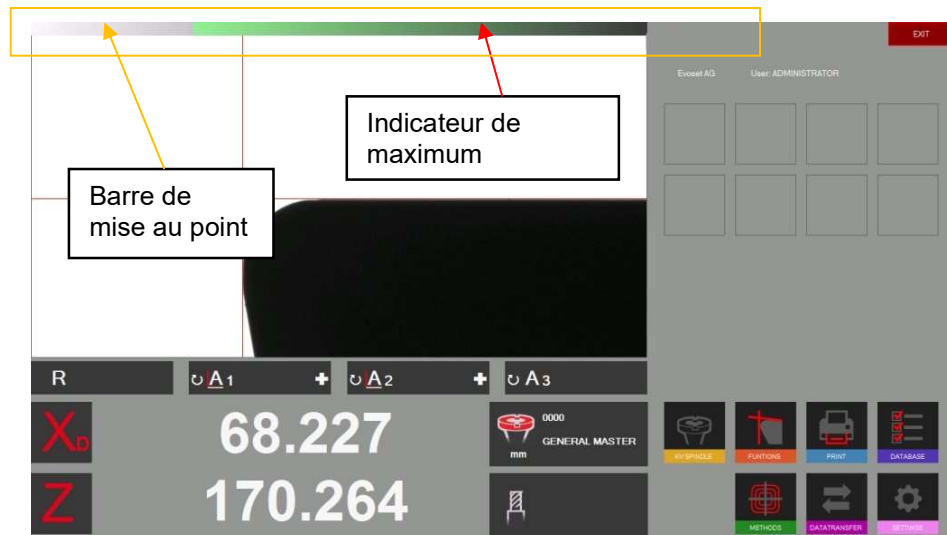 EXIT
Evoset AG User: ADMINISTRATOR
Indicateur de
maximum
Barre de
mise au point
R
A1
A2
A3
XD 68.227
0000
GENERAL MASTER
mm
Z 170.264
KV SPINDLE FUNTIONS PRINT DATABASE
METHODS DATATRANSFER SETTINGS